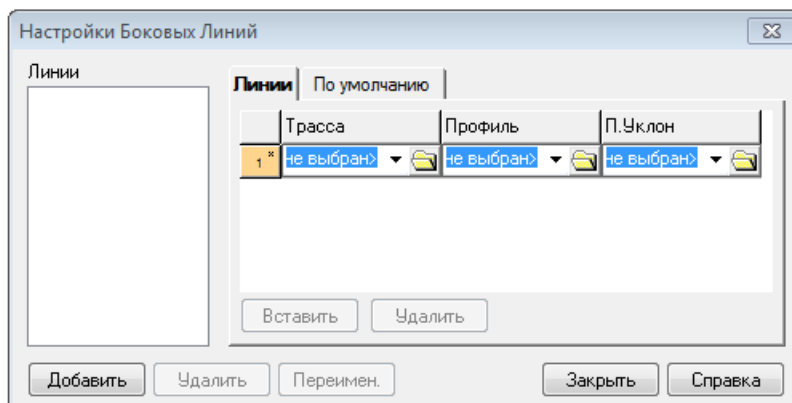 Настройки Боковых Линий
Линии
Линии По умолчанию
Трасса Профиль П.Уклон
1 * не выбран> не выбран> не выбран>
Вставить Удалить
Добавить Удалить Переимен. Закрыть Справка